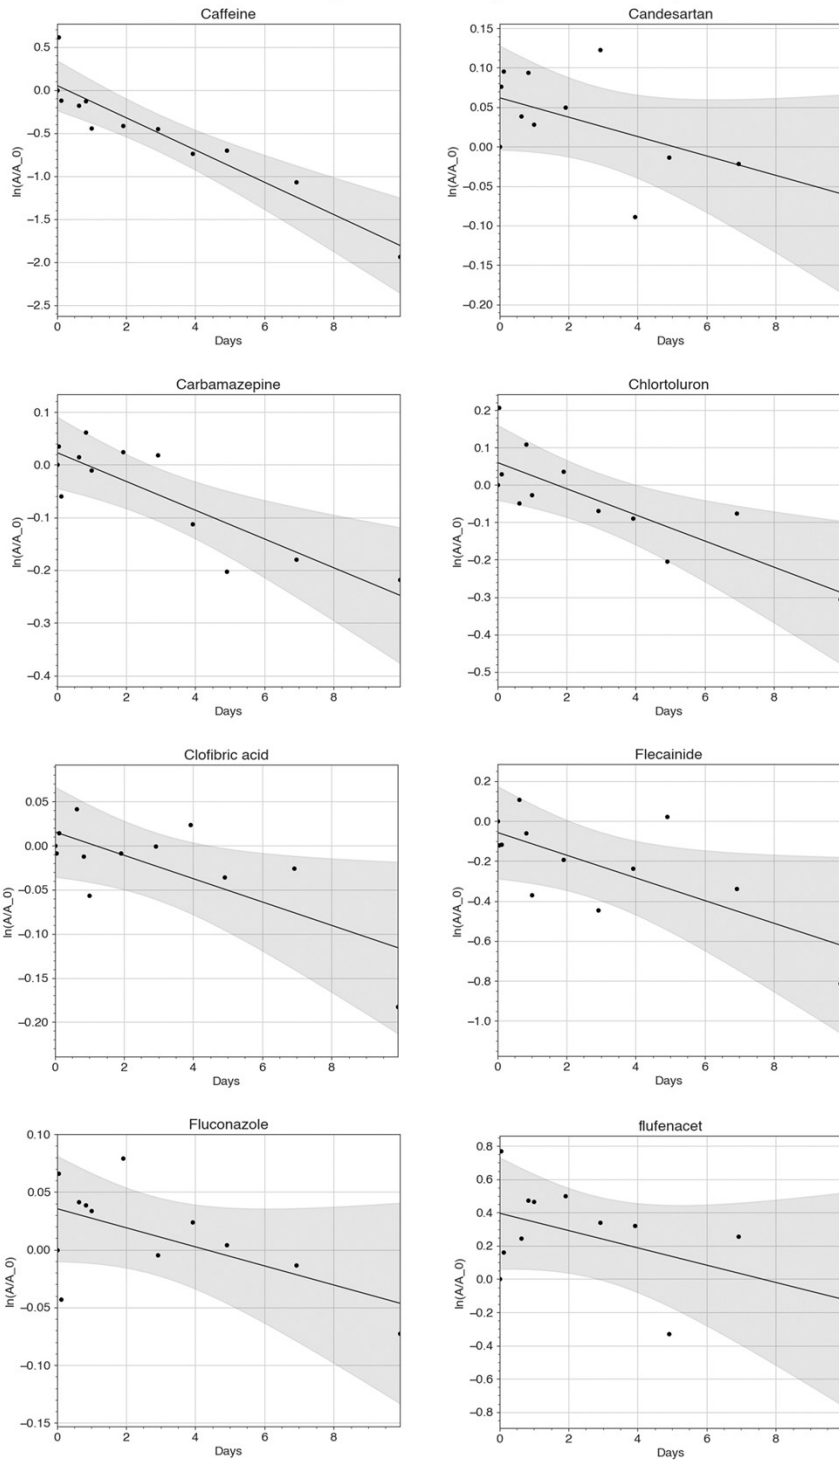 Caffeine
0.5
0.0
−0.5
−1.0
−1.5
−2.0
−2.5
ln(A/A_0)
0 2 4 6 8
Days
Candesartan
0.15
0.10
0.05
0.00
−0.05
−0.10
−0.15
−0.20
ln(A/A_0)
0 2 4 6 8
Days
Carbamazepine
0.1
0.0
−0.1
−0.2
−0.3
−0.4
ln(A/A_0)
0 2 4 6 8
Days
Chlortoluron
0.2
0.1
0.0
−0.1
−0.2
−0.3
−0.4
−0.5
ln(A/A_0)
0 2 4 6 8
Days
Clofibric acid
0.05
0.00
−0.05
−0.10
−0.15
−0.20
ln(A/A_0)
0 2 4 6 8
Days
Flecainide
0.2
0.0
−0.2
−0.4
−0.6
−0.8
−1.0
ln(A/A_0)
0 2 4 6 8
Days
Fluconazole
0.10
0.05
0.00
−0.05
−0.10
−0.15
ln(A/A_0)
0 2 4 6 8
Days
flufenacet
0.8
0.6
0.4
0.2
0.0
−0.2
−0.4
−0.6
−0.8
ln(A/A_0)
0 2 4 6 8
Days